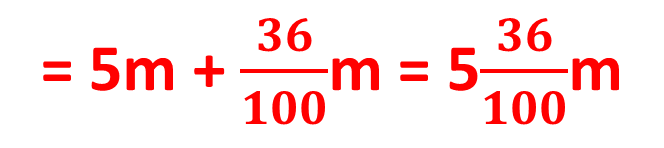 = 5m + 36/100 m = 5 36/100 m